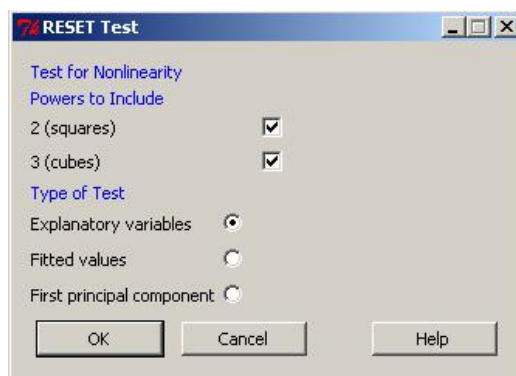 RESET Test
Test for Nonlinearity
Powers to Include
2 (squares)
3 (cubes)
Type of Test
Explanatory variables
Fitted values
First principal component
OK Cancel Help